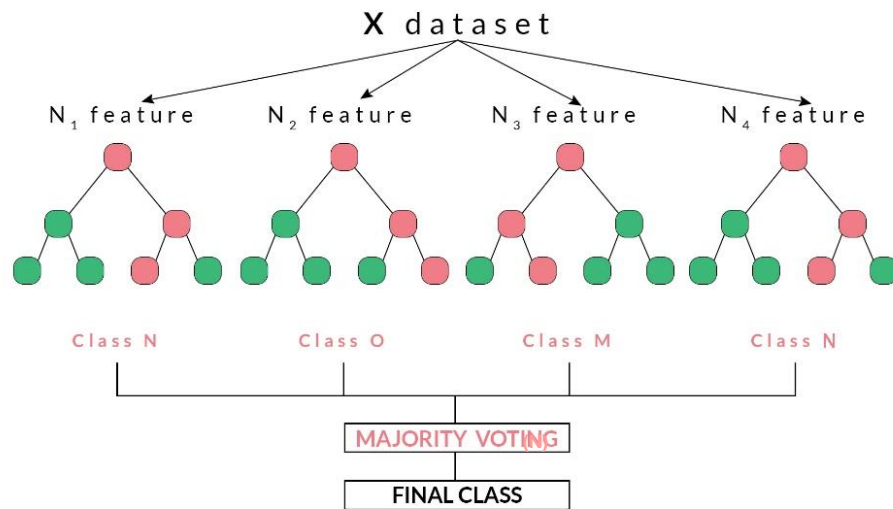 X dataset
N₁ feature
N₂ feature
N₃ feature
N₄ feature
Class N
Class O
Class M
Class N
MAJORITY VOTING
(N)
FINAL CLASS